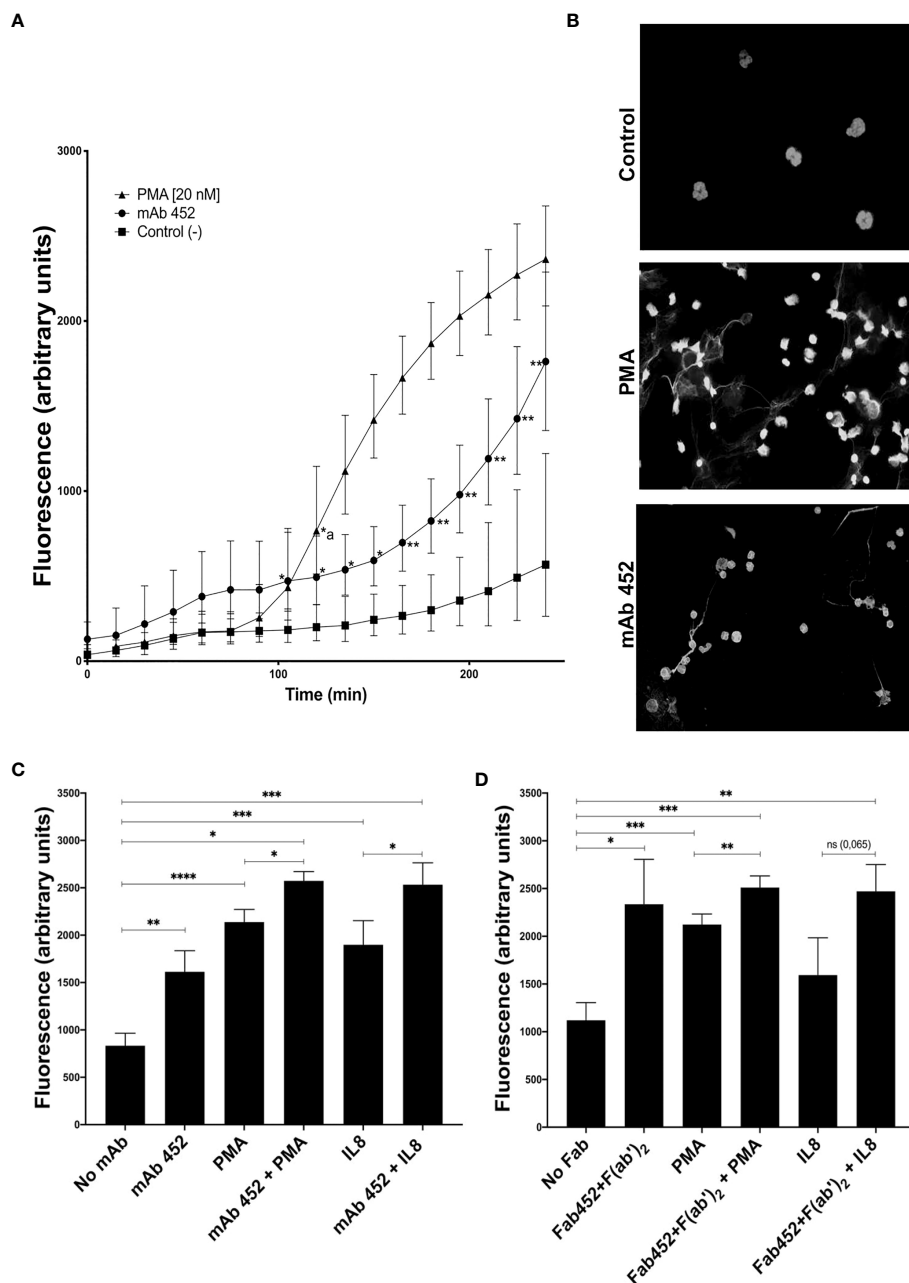 A
B
3000
2000
1000
0
Fluorescence (arbitrary units)
PMA [20 nM]
mAb 452
Control (-)
*
*a
*
*
*
**
**
**
**
**
**
0
100
200
Time (min)
Control
PMA
mAb 452
C
Fluorescence (arbitrary units)
3500
3000
2500
2000
1500
1000
500
0
***
***
*
*
*
****
**
No mAb
mAb 452
PMA
mAb 452 + PMA
IL8
mAb 452 + IL8
D
Fluorescence (arbitrary units)
3500
3000
2500
2000
1500
1000
500
0
**
***
***
*
**
ns (0,065)
No Fab
Fab452+F(ab')₂
PMA
Fab452+F(ab')₂ + PMA
IL8
Fab452+F(ab')₂ + IL8